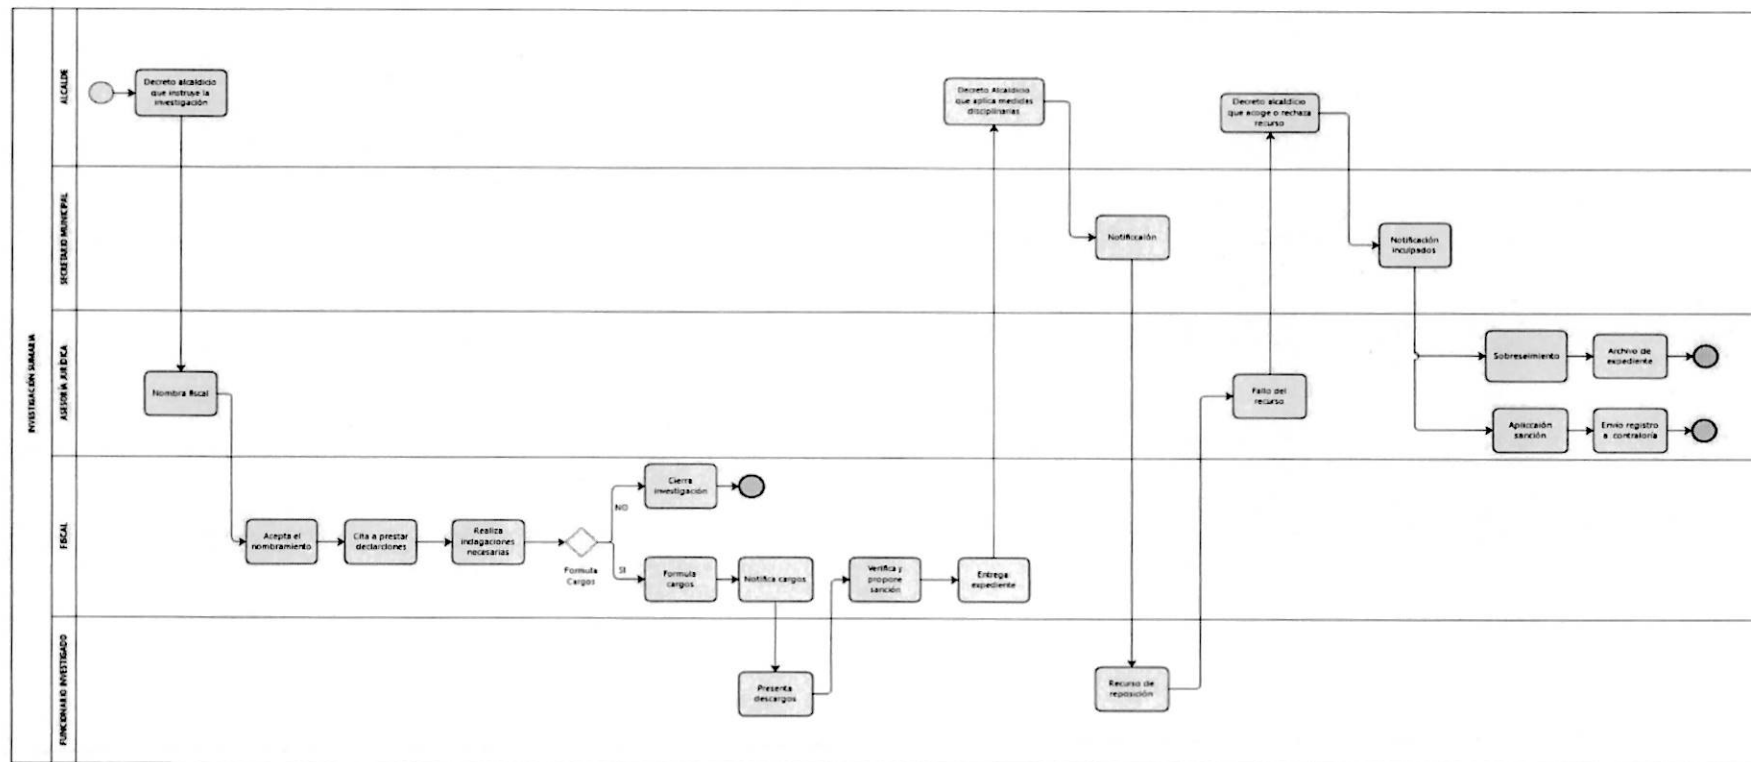 INVESTIGACIÓN SUMARIA
ALCALDE
Decreto alcaldicio
que instruye la
investigación
Decreto Alcaldicio
que aplica medidas
disciplinarias
Decreto alcaldicio
que acoge o rechaza
recurso
SECRETARIO MUNICIPAL
Notificcaión
Notificación
inculpados
ASESORÍA JURÍDICA
Nombra fiscal
Fallo del
recurso
Sobreseimiento
Archivo de
expediente
Apliccaión
sanción
Envío registro
a contraloría
FISCAL
Acepta el
nombramiento
Cita a prestar
declarciones
Realiza
indagaciones
necesarias
Formula
Cargos
NO
Cierra
investigación
SI
Formula
cargos
Notifica cargos
Verifica y
propone
sanción
Entrega
expediente
FUNCIONARIO INVESTIGADO
Presenta
descargos
Recurso de
reposición